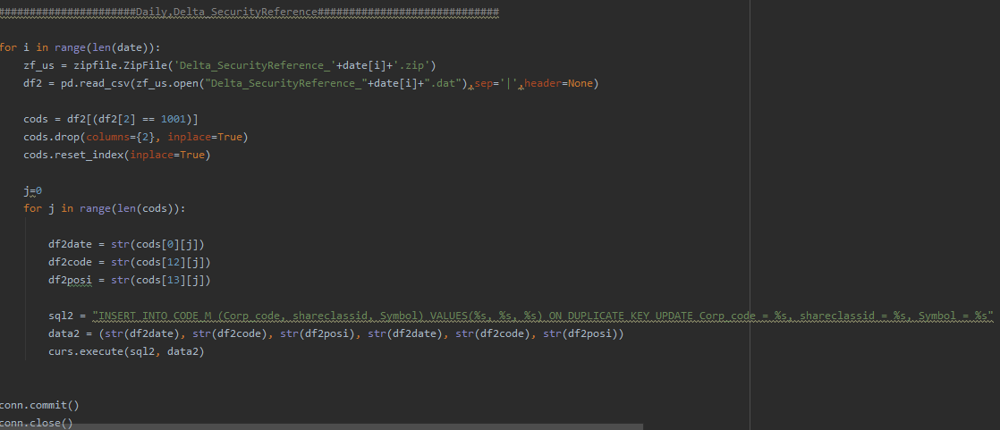 ######################Daily,Delta_SecurityReference#############################
for i in range(len(date)):
    zf_us = zipfile.ZipFile('Delta_SecurityReference_'+date[i]+'.zip')
    df2 = pd.read_csv(zf_us.open("Delta_SecurityReference_"+date[i]+".dat"),sep='|',header=None)
    cods = df2[(df2[2] == 1001)]
    cods.drop(columns={2}, inplace=True)
    cods.reset_index(inplace=True)
    j=0
    for j in range(len(cods)):
        df2date = str(cods[0][j])
        df2code = str(cods[12][j])
        df2posi = str(cods[13][j])
        sql2 = "INSERT INTO CODE_M (Corp_code, shareclassid, Symbol) VALUES(%s, %s, %s) ON DUPLICATE KEY UPDATE Corp_code = %s, shareclassid = %s, Symbol = %s"
        data2 = (str(df2date), str(df2code), str(df2posi), str(df2date), str(df2code), str(df2posi))
        curs.execute(sql2, data2)
conn.commit()
conn.close()